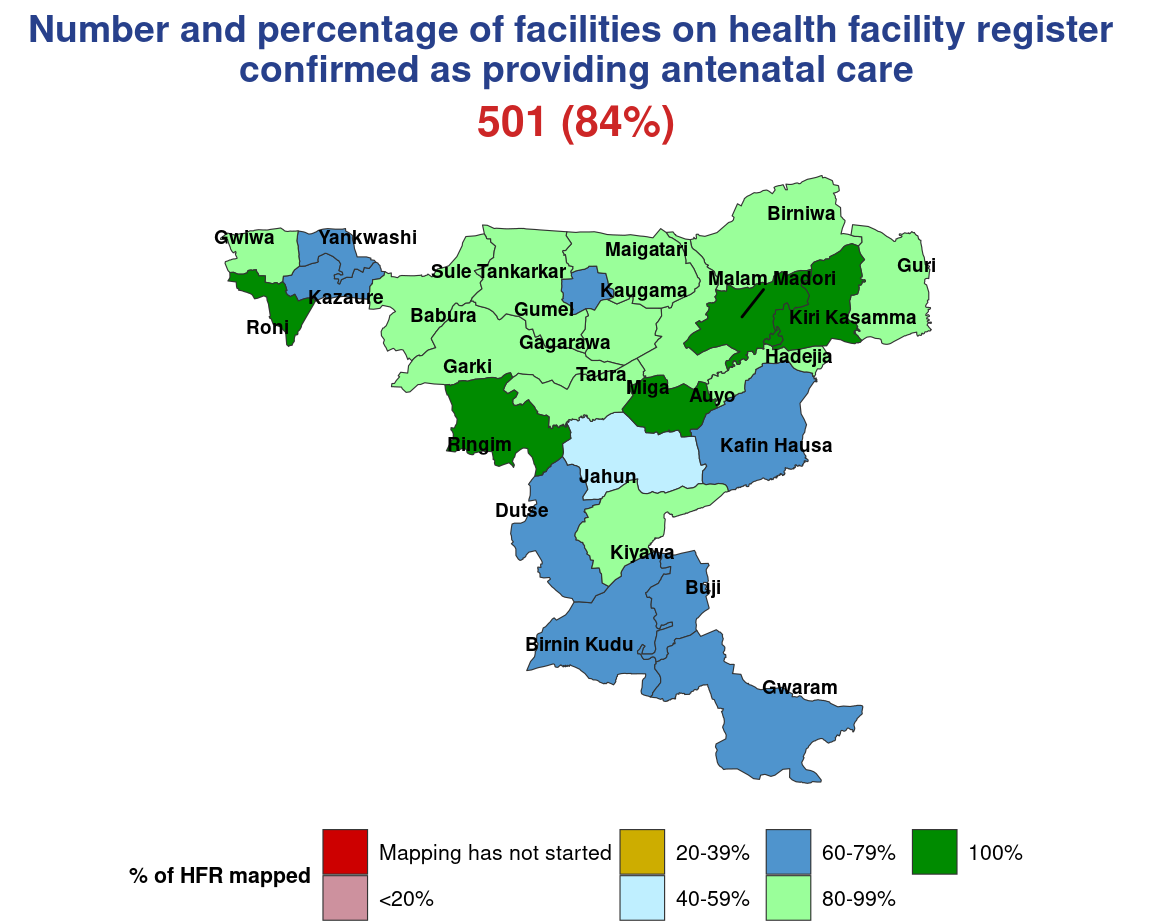 Number and percentage of facilities on health facility register
confirmed as providing antenatal care
501 (84%)
Birniwa
Gwiwa
Yankwashi
Maigatari
Guri
Sule Tankarkar
Malam Madori
Kaugama
Kazaure
Gumel
Babura
Kiri Kasamma
Roni
Gagarawa
Hadejia
Garki
Taura
Miga
Auyo
Ringim
Kafin Hausa
Jahun
Dutse
Kiyawa
Buji
Birnin Kudu
Gwaram
% of HFR mapped
Mapping has not started
<20%
20-39%
40-59%
60-79%
80-99%
100%